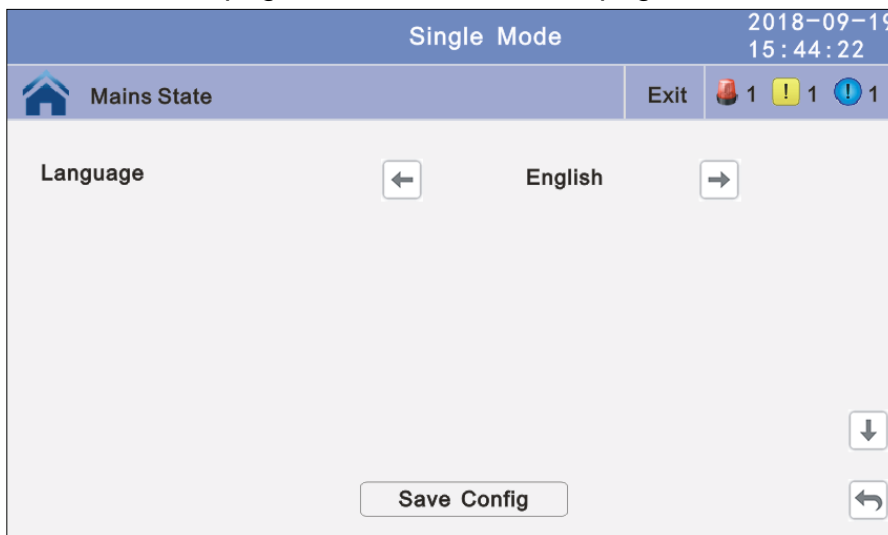 Single Mode
2018-09-19
15:44:22
Mains State
Exit
1
! 1
! 1
Language
English
Save Config